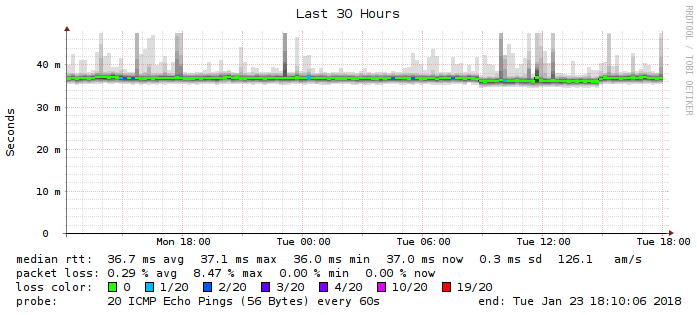 Last 30 Hours
RRDTOOL / TOBI OETIKER
Seconds
40 m
30 m
20 m
10 m
0
Mon 18:00 Tue 00:00 Tue 06:00 Tue 12:00 Tue 18:00
median rtt: 36.7 ms avg 37.1 ms max 36.0 ms min 37.0 ms now 0.3 ms sd 126.1 am/s
packet loss: 0.29 % avg 8.47 % max 0.00 % min 0.00 % now
loss color: 0 1/20 2/20 3/20 4/20 10/20 19/20
probe: 20 ICMP Echo Pings (56 Bytes) every 60s end: Tue Jan 23 18:10:06 2018